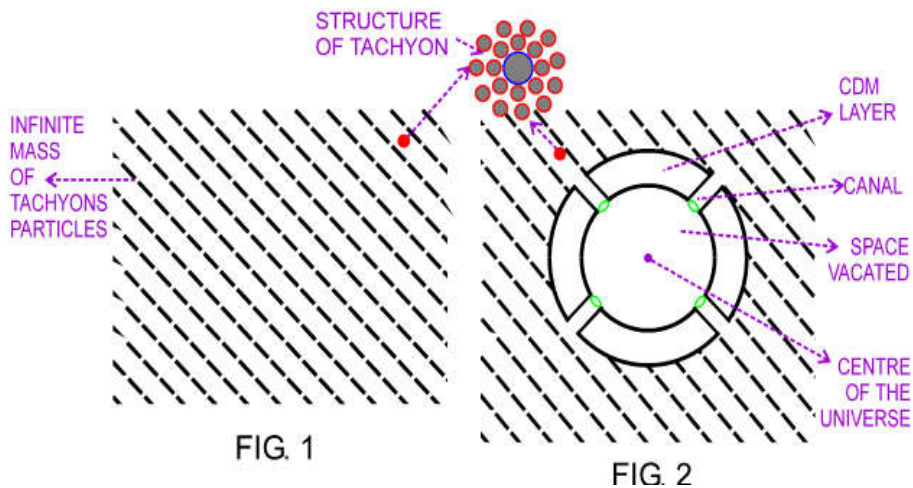 STRUCTURE
OF TACHYON
INFINITE
MASS
OF
TACHYONS
PARTICLES
CDM
LAYER
CANAL
SPACE
VACATED
CENTRE
OF THE
UNIVERSE
FIG. 1
FIG. 2